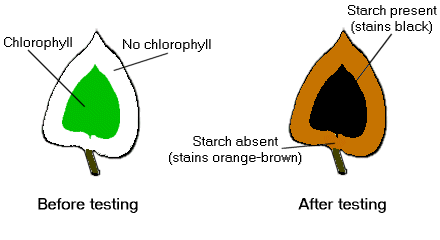 Chlorophyll
No chlorophyll
Before testing
Starch present
(stains black)
Starch absent
(stains orange-brown)
After testing